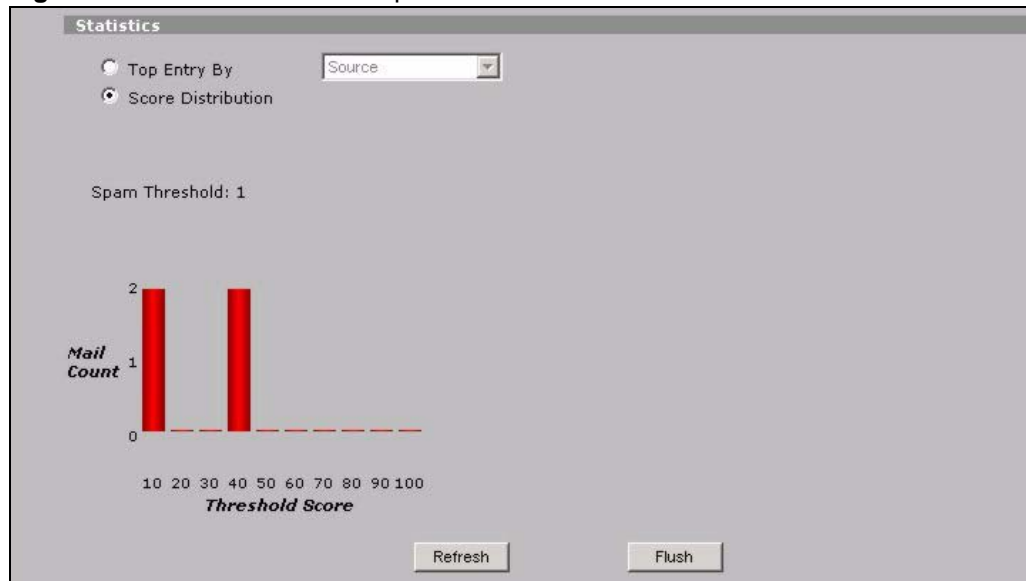 Statistics
Top Entry By Source
Score Distribution
Spam Threshold: 1
2
Mail Count
1
0
10 20 30 40 50 60 70 80 90 100
Threshold Score
Refresh Flush